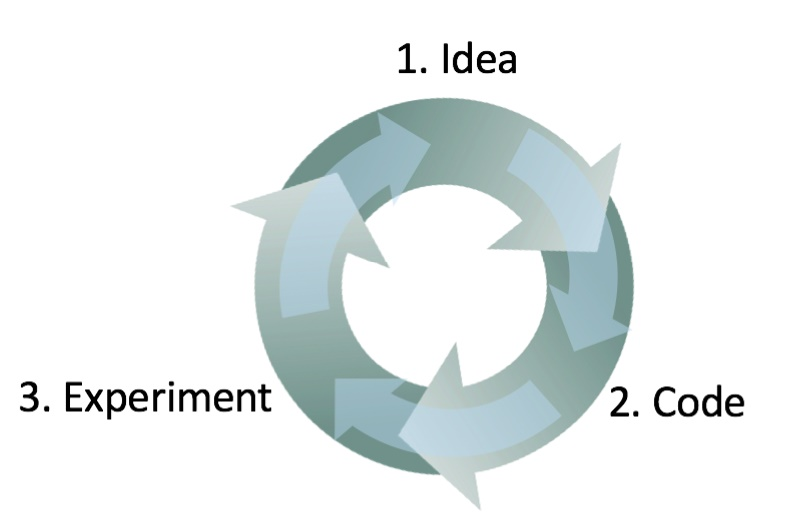 1. Idea
2. Code
3. Experiment